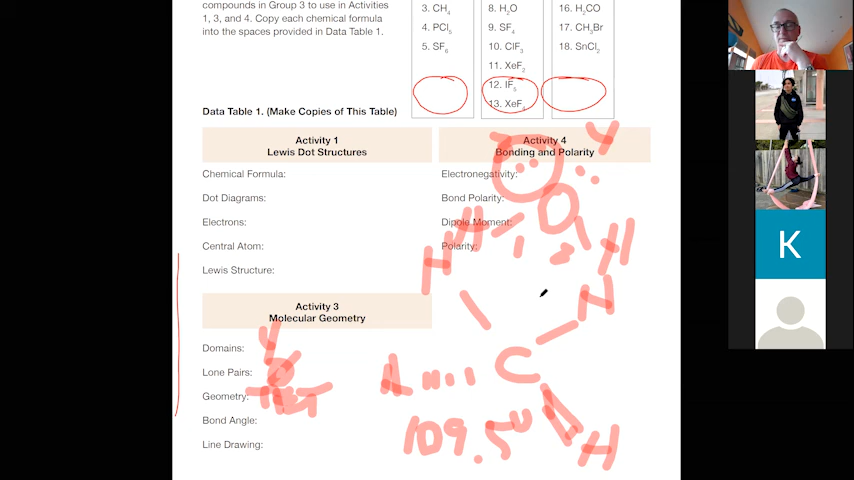 compounds in Group 3 to use in Activities
1, 3, and 4. Copy each chemical formula
into the spaces provided in Data Table 1.
3. CH₄
4. PCl₅
5. SF₆
8. H₂O
9. SF₄
10. ClF₃
11. XeF₂
12. IF₅
13. XeF₄
16. H₂CO
17. CH₃Br
18. SnCl₂
Data Table 1. (Make Copies of This Table)
Activity 1
Lewis Dot Structures
Chemical Formula:
Dot Diagrams:
Electrons:
Central Atom:
Lewis Structure:
Activity 4
Bonding and Polarity
Electronegativity:
Bond Polarity:
Dipole Moment:
Polarity:
Activity 3
Molecular Geometry
Domains:
Lone Pairs:
Geometry:
Bond Angle:
Line Drawing:
O
H
H
C
H
109.5
K